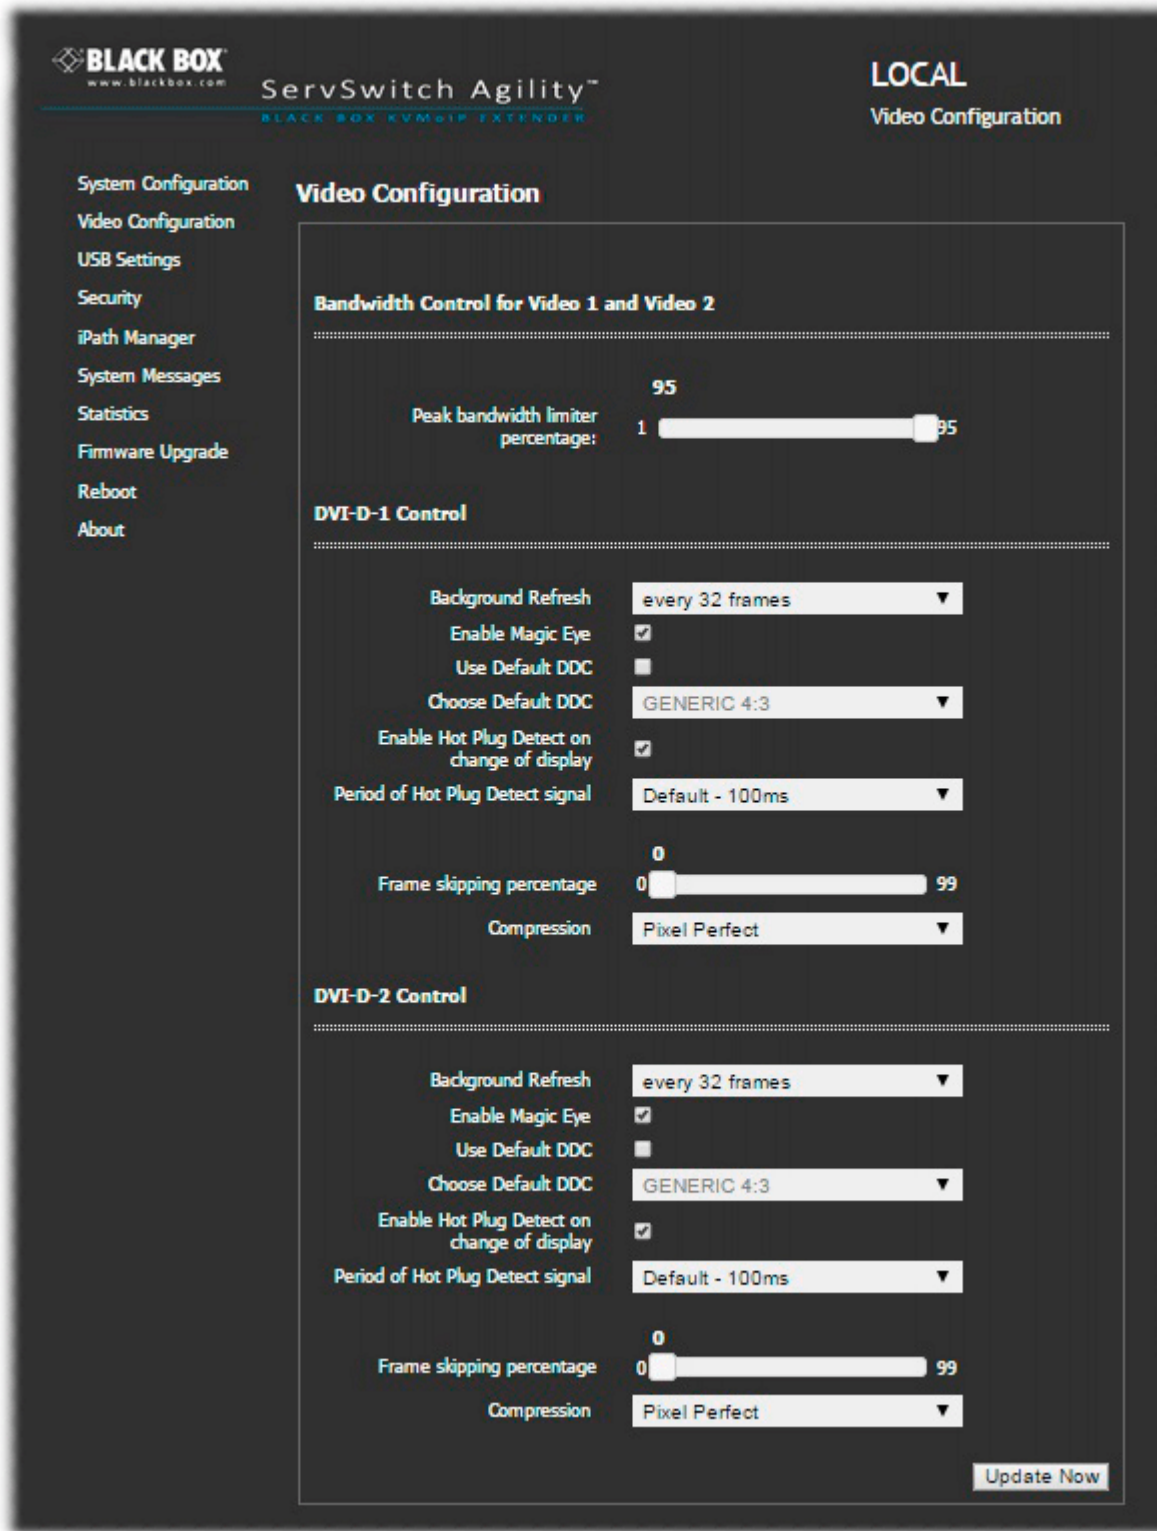 BLACK BOX
www.blackbox.com
ServSwitch Agility™
BLACK BOX KVMoIP EXTENDER
LOCAL
Video Configuration
System Configuration
Video Configuration
USB Settings
Security
iPath Manager
System Messages
Statistics
Firmware Upgrade
Reboot
About
Video Configuration
Bandwidth Control for Video 1 and Video 2
95
Peak bandwidth limiter
percentage:
1 95
DVI-D-1 Control
Background Refresh every 32 frames
Enable Magic Eye
Use Default DDC
Choose Default DDC GENERIC 4:3
Enable Hot Plug Detect on
change of display
Period of Hot Plug Detect signal Default - 100ms
0
Frame skipping percentage 0 99
Compression Pixel Perfect
DVI-D-2 Control
Background Refresh every 32 frames
Enable Magic Eye
Use Default DDC
Choose Default DDC GENERIC 4:3
Enable Hot Plug Detect on
change of display
Period of Hot Plug Detect signal Default - 100ms
0
Frame skipping percentage 0 99
Compression Pixel Perfect
Update Now